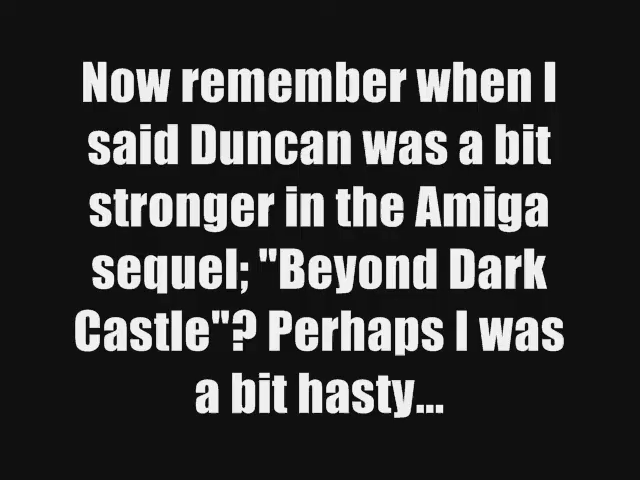 Now remember when I
said Duncan was a bit
stronger in the Amiga
sequel; "Beyond Dark
Castle"? Perhaps I was
a bit hasty...